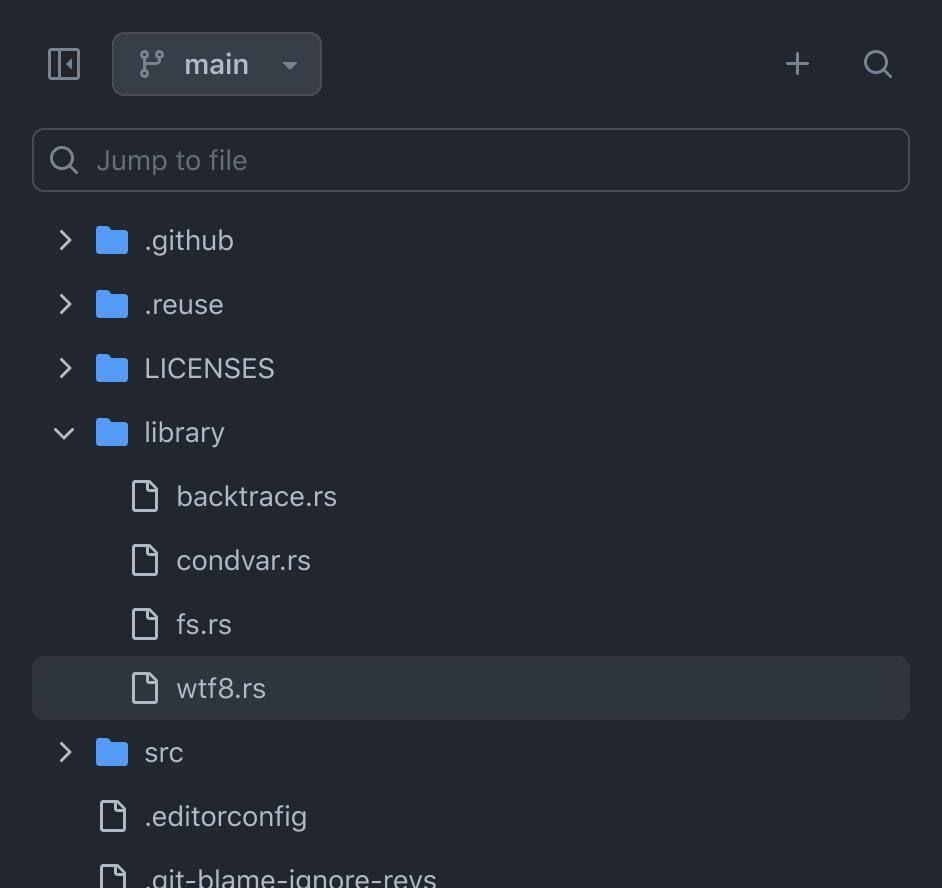 main
Jump to file
.github
.reuse
LICENSES
library
backtrace.rs
condvar.rs
fs.rs
wtf8.rs
src
.editorconfig
.git-blame-ignore-revs